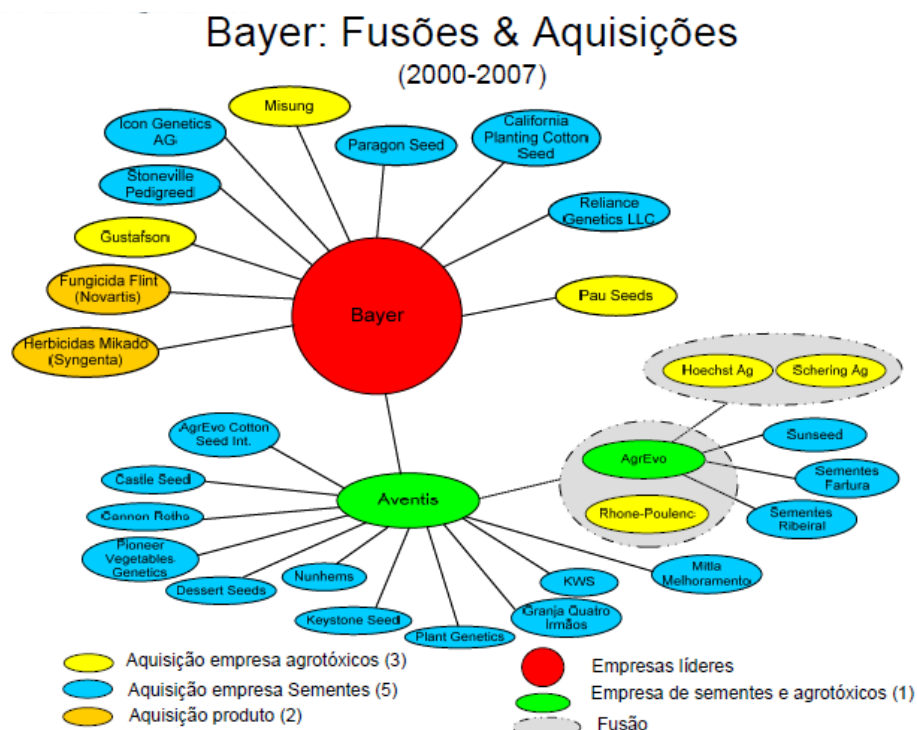 Bayer: Fusões & Aquisições
(2000-2007)
Misung
Icon Genetics
AG
Paragon Seed
California
Planting Cotton
Seed
Stoneville
Pedigreed
Reliance
Genetics LLC
Gustafson
Fungicida Flint
(Novartis)
Bayer
Pau Seeds
Herbicidas Mikado
(Syngenta)
Hoechst Ag
Schering Ag
AgrEvo Cotton
Seed Int.
Sunseed
AgrEvo
Castle Seed
Aventis
Sementes
Fartura
Cannon Roths
Rhone-Poulenc
Sementes
Ribeiral
Pioneer
Vegetables
Genetics
Dessert Seeds
Nunhems
KWS
Mitla
Melhoramento
Keystone Seed
Plant Genetics
Granja Quatro
Irmãos
Aquisição empresa agrotóxicos (3)
Aquisição empresa Sementes (5)
Aquisição produto (2)
Empresas líderes
Empresa de sementes e agrotóxicos (1)
Fusão